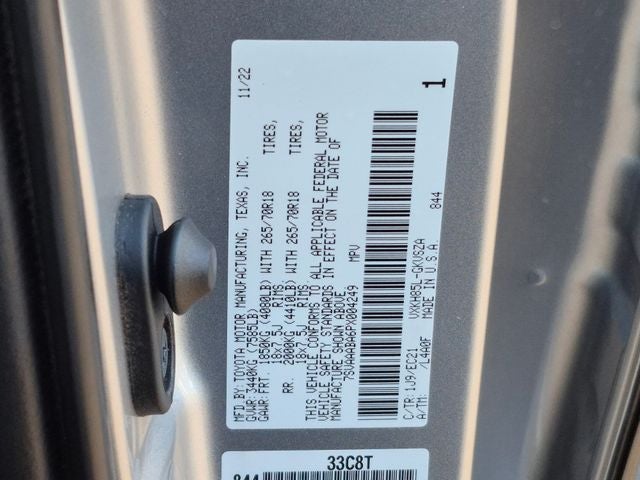 MFD.BY:TOYOTA MOTOR MANUFACTURING, TEXAS, INC. 11/22
GVWR: 3440KG ( 7585LB)
GAWR: FRT. 1850KG (4080LB) WITH 265/70R18 TIRES,
18x7.5J RIMS
RR. 2000KG (4410LB) WITH 265/70R18 TIRES,
18x7.5J RIMS
THIS VEHICLE CONFORMS TO ALL APPLICABLE FEDERAL MOTOR
VEHICLE SAFETY STANDARDS IN EFFECT ON THE DATE OF
MANUFACTURE SHOWN ABOVE.
7SVAAABA6PX004249 MPV
C/TR:1J9/EC21 VXKH85L-GKVSZA 844
A/TM: /L4A0F MADE IN U.S.A
1
33C8T
844